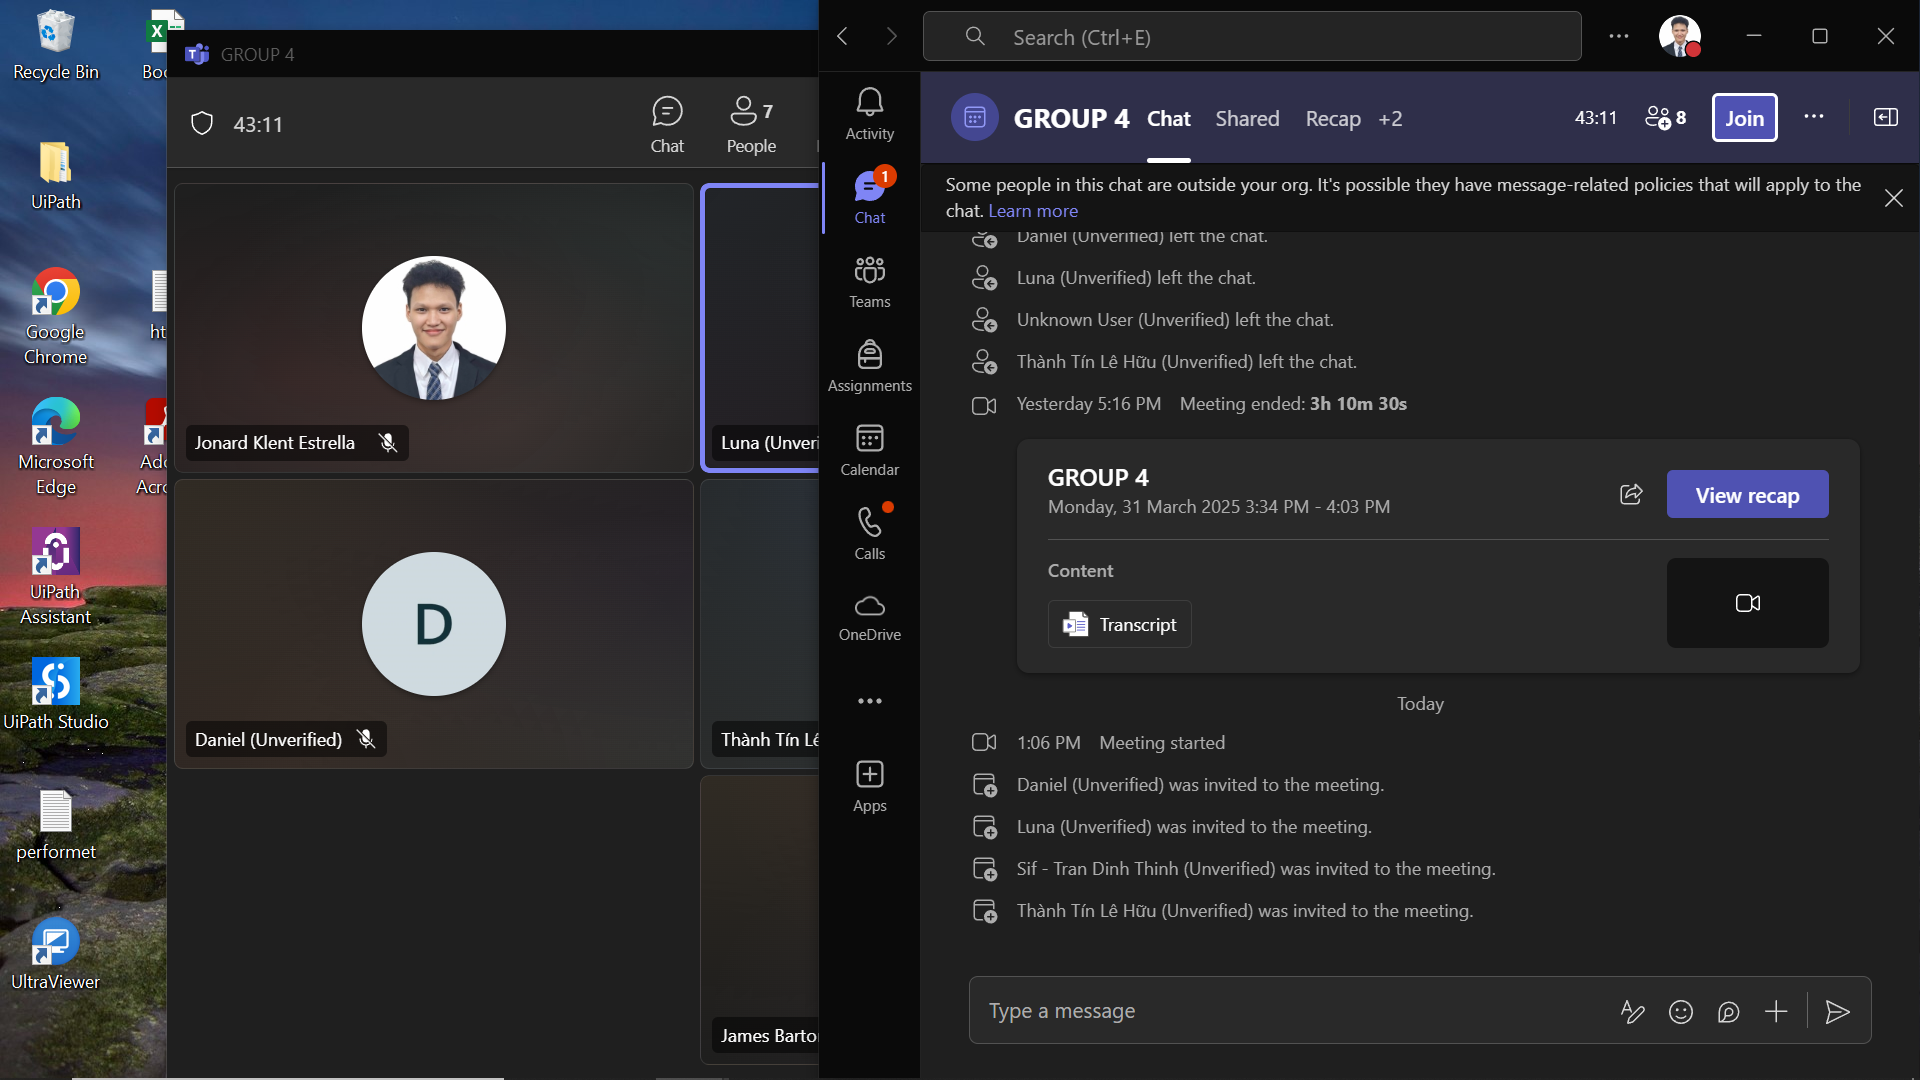 Recycle Bin
UiPath
Google
Chrome
Microsoft
Edge
UiPath
Assistant
UiPath Studio
performet
UltraViewer
GROUP 4
43:11
Chat
7
People
Jonard Klent Estrella
Luna (Unveri
D
Daniel (Unverified)
Thành Tín Lê
James Barto
Search (Ctrl+E)
Activity
1
Chat
Teams
Assignments
Calendar
Calls
OneDrive
Apps
GROUP 4
Chat
Shared
Recap
+2
43:11
8
Join
Some people in this chat are outside your org. It's possible they have message-related policies that will apply to the
chat. Learn more
Daniel (Unverified) left the chat.
Luna (Unverified) left the chat.
Unknown User (Unverified) left the chat.
Thành Tín Lê Hữu (Unverified) left the chat.
Yesterday 5:16 PM Meeting ended: 3h 10m 30s
GROUP 4
Monday, 31 March 2025 3:34 PM - 4:03 PM
View recap
Content
Transcript
Today
1:06 PM Meeting started
Daniel (Unverified) was invited to the meeting.
Luna (Unverified) was invited to the meeting.
Sif - Tran Dinh Thinh (Unverified) was invited to the meeting.
Thành Tín Lê Hữu (Unverified) was invited to the meeting.
Type a message